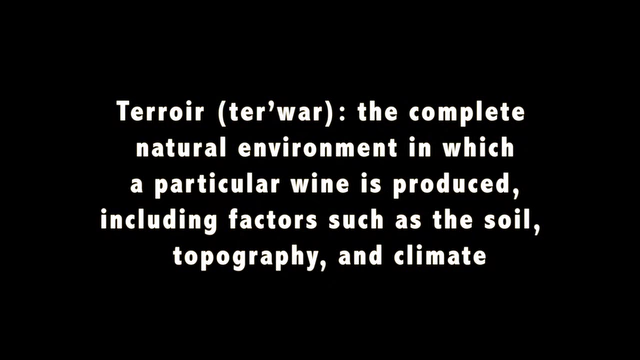 Terroir (ter’war): the complete
natural environment in which
a particular wine is produced,
including factors such as the soil,
topography, and climate